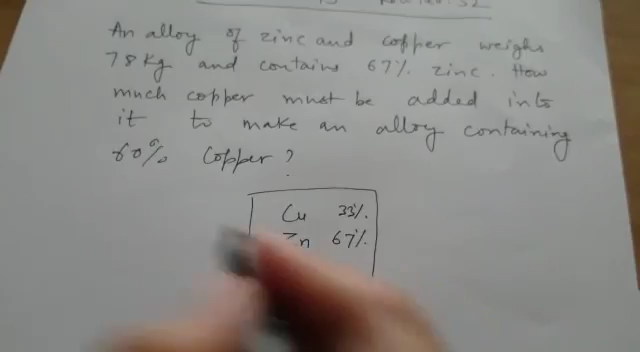 An alloy of zinc and copper weighs
78 Kg and contains 67% zinc. How
much copper must be added into
it to make an alloy containing
60% Copper?
Cu 33%.
Zn 67%.